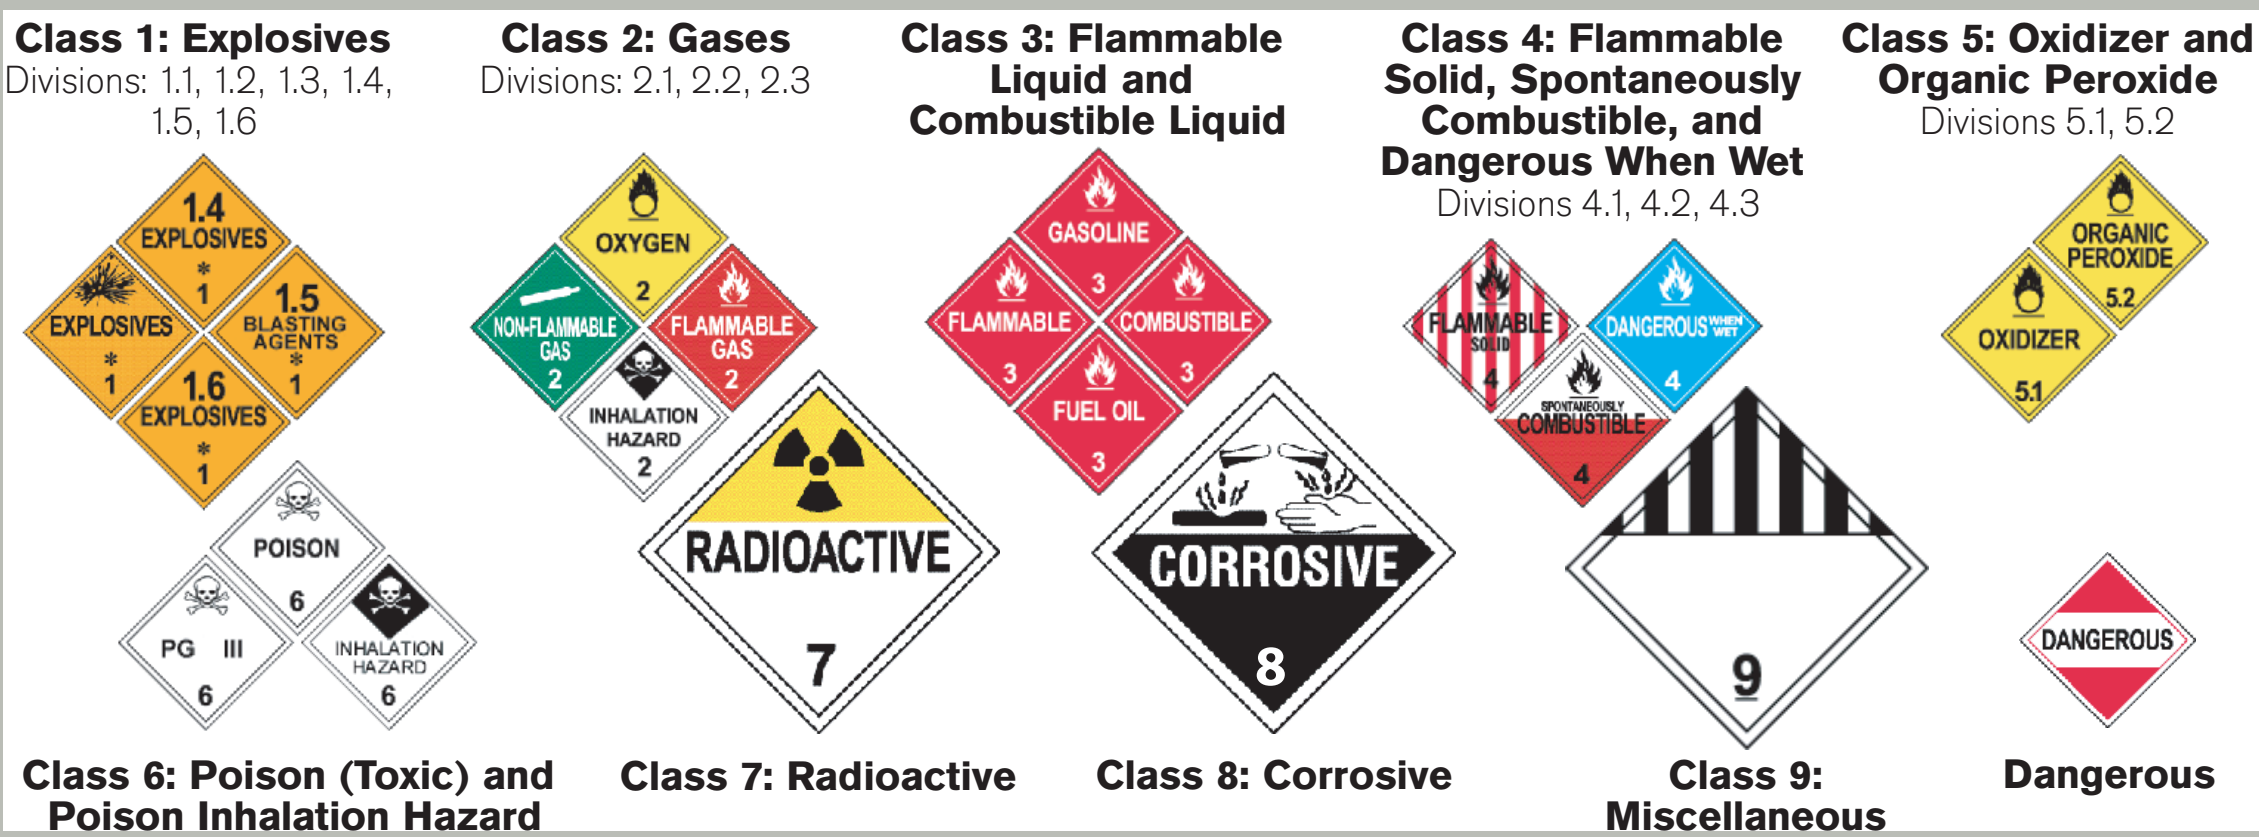 Class 1: Explosives
Divisions: 1.1, 1.2, 1.3, 1.4,
1.5, 1.6
1.4
EXPLOSIVES
*
1
EXPLOSIVES
*
1
1.5
BLASTING
AGENTS
*
1
1.6
EXPLOSIVES
*
1
Class 2: Gases
Divisions: 2.1, 2.2, 2.3
OXYGEN
2
NON-FLAMMABLE
GAS
2
FLAMMABLE
GAS
2
INHALATION
HAZARD
2
Class 3: Flammable
Liquid and
Combustible Liquid
GASOLINE
3
FLAMMABLE
3
COMBUSTIBLE
3
FUEL OIL
3
Class 4: Flammable
Solid, Spontaneously
Combustible, and
Dangerous When Wet
Divisions 4.1, 4.2, 4.3
FLAMMABLE
SOLID
4
DANGEROUS WHEN
WET
4
SPONTANEOUSLY
COMBUSTIBLE
4
Class 5: Oxidizer and
Organic Peroxide
Divisions 5.1, 5.2
ORGANIC
PEROXIDE
5.2
OXIDIZER
5.1
POISON
6
PG III
6
INHALATION
HAZARD
6
Class 6: Poison (Toxic) and
Poison Inhalation Hazard
RADIOACTIVE
7
Class 7: Radioactive
CORROSIVE
8
Class 8: Corrosive
9
Class 9:
Miscellaneous
DANGEROUS
Dangerous